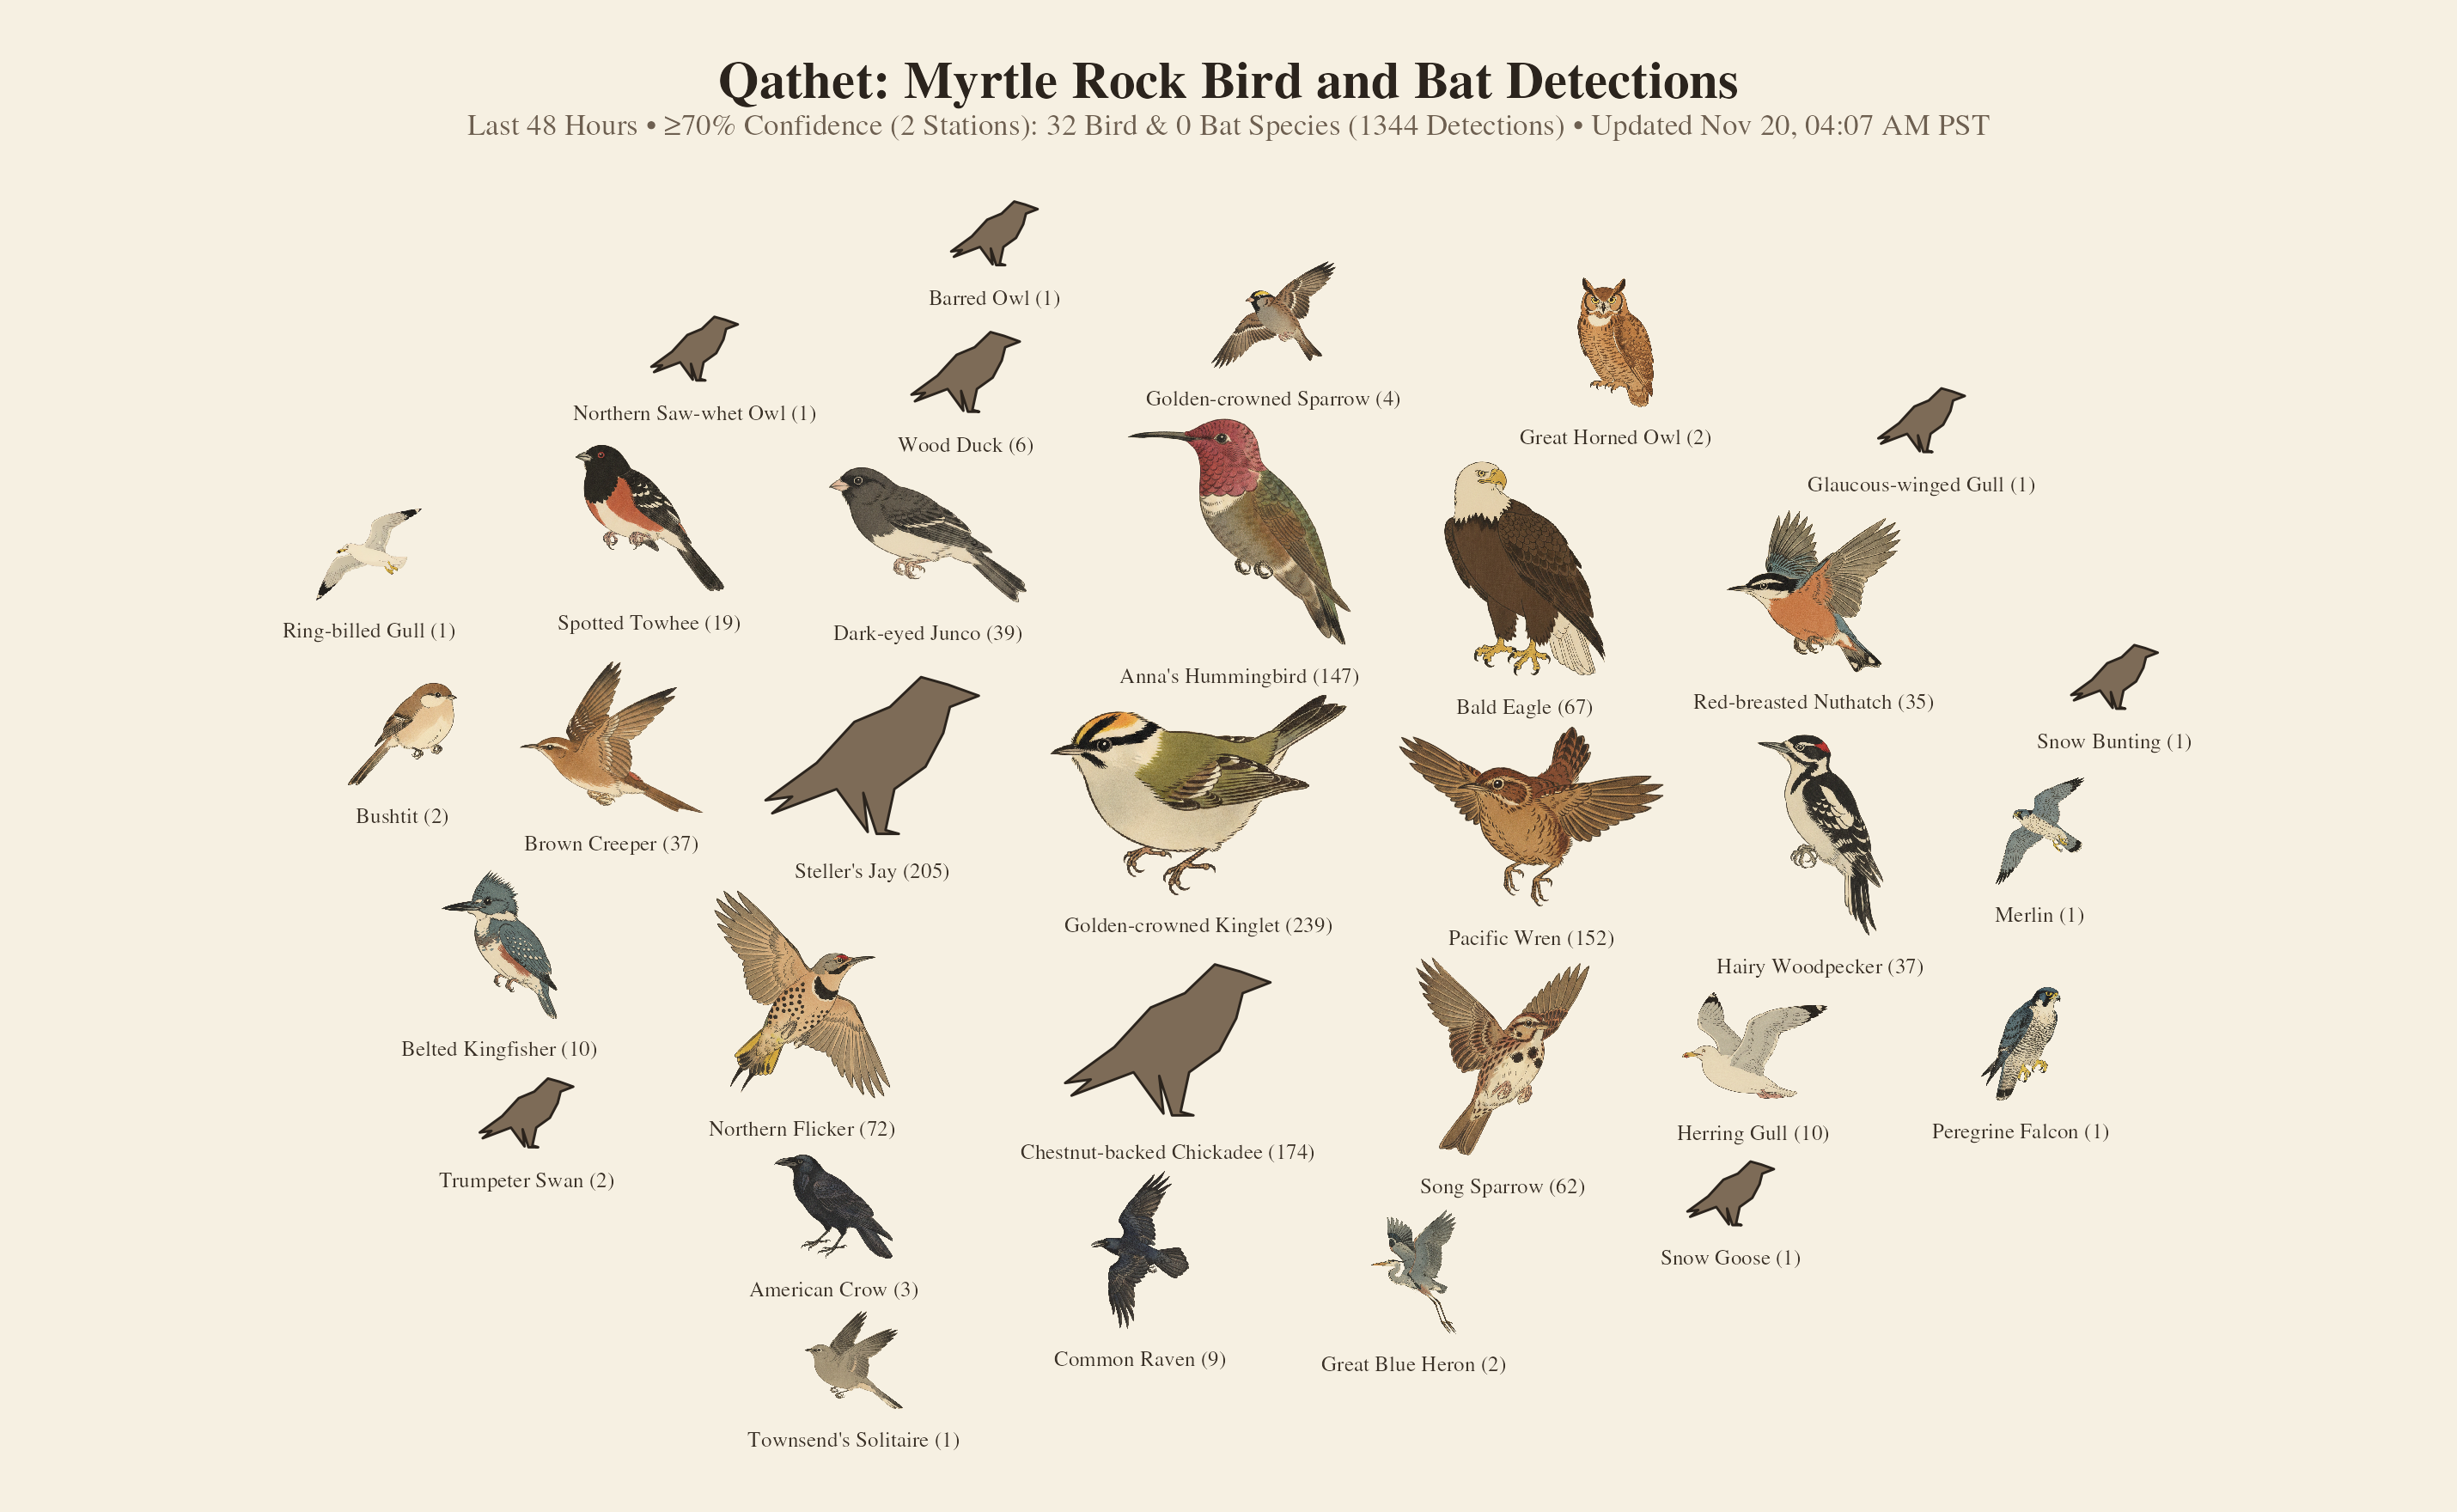 Qathet: Myrtle Rock Bird and Bat Detections
Last 48 Hours • ≥70% Confidence (2 Stations): 32 Bird & 0 Bat Species (1344 Detections) • Updated Nov 20, 04:07 AM PST
Barred Owl (1)
Golden-crowned Sparrow (4)
Northern Saw-whet Owl (1)
Wood Duck (6)
Great Horned Owl (2)
Glaucous-winged Gull (1)
Ring-billed Gull (1)
Spotted Towhee (19)
Dark-eyed Junco (39)
Anna's Hummingbird (147)
Bald Eagle (67)
Red-breasted Nuthatch (35)
Snow Bunting (1)
Bushtit (2)
Brown Creeper (37)
Steller's Jay (205)
Golden-crowned Kinglet (239)
Pacific Wren (152)
Hairy Woodpecker (37)
Merlin (1)
Belted Kingfisher (10)
Northern Flicker (72)
Chestnut-backed Chickadee (174)
Song Sparrow (62)
Herring Gull (10)
Peregrine Falcon (1)
Trumpeter Swan (2)
American Crow (3)
Common Raven (9)
Great Blue Heron (2)
Snow Goose (1)
Townsend's Solitaire (1)